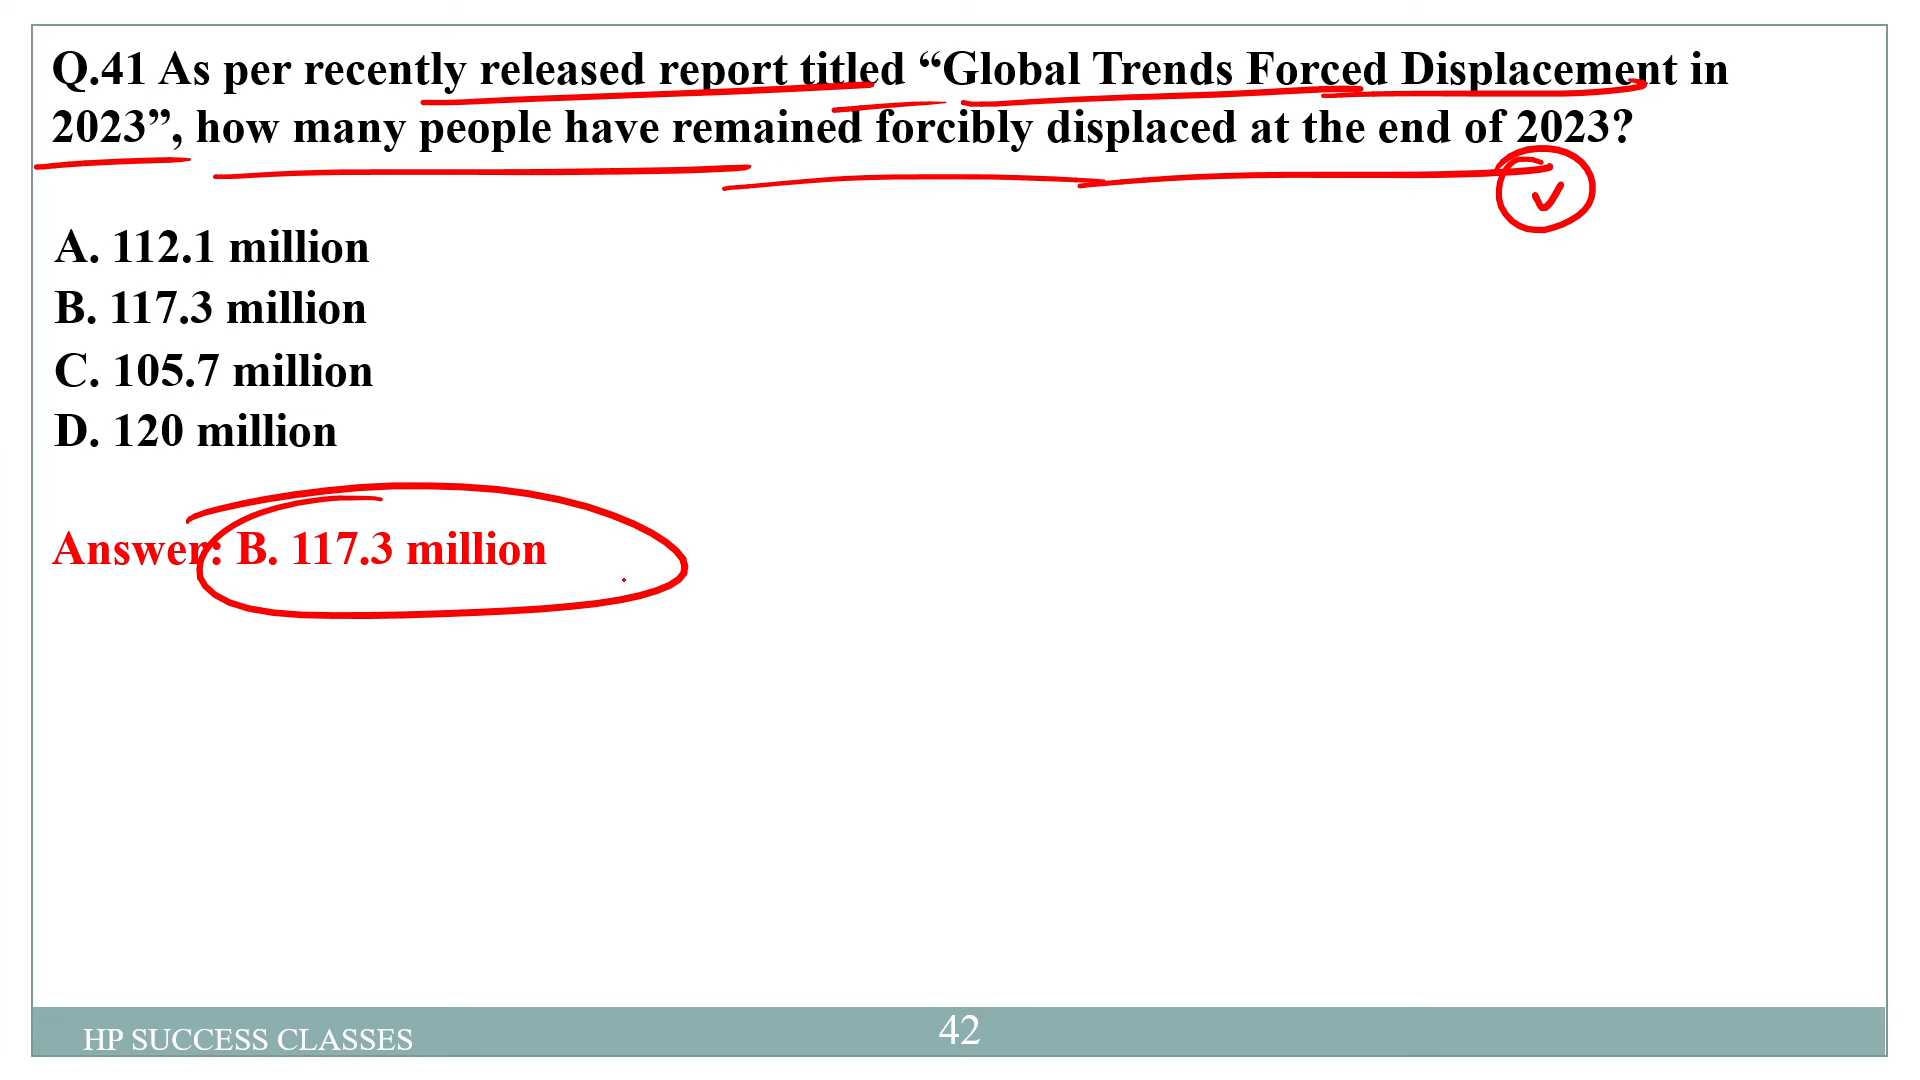 Q.41 As per recently released report titled “Global Trends Forced Displacement in
2023”, how many people have remained forcibly displaced at the end of 2023?
A. 112.1 million
B. 117.3 million
C. 105.7 million
D. 120 million
Answer: B. 117.3 million
HP SUCCESS CLASSES
42